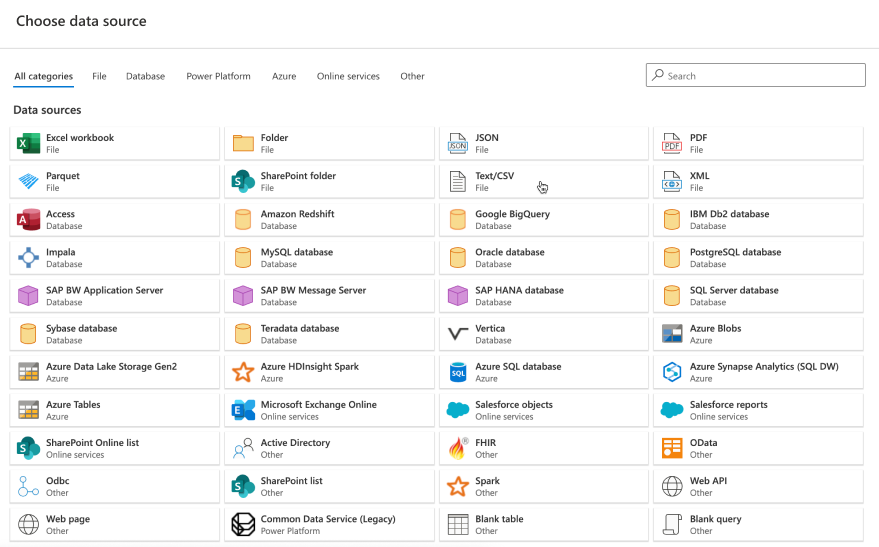 Choose data source
All categories File Database Power Platform Azure Online services Other Search
Data sources
Excel workbook
File
Folder
File
JSON
JSON
File
PDF
PDF
File
Parquet
File
S
SharePoint folder
File
Text/CSV
File
XML
File
A
Access
Database
Amazon Redshift
Database
Google BigQuery
Database
IBM Db2 database
Database
Impala
Database
MySQL database
Database
Oracle database
Database
PostgreSQL database
Database
SAP BW Application Server
Database
SAP BW Message Server
Database
SAP HANA database
Database
SQL Server database
Database
Sybase database
Database
Teradata database
Database
Vertica
Database
Azure Blobs
Azure
Azure Data Lake Storage Gen2
Azure
Azure HDInsight Spark
Azure
SQL
Azure SQL database
Azure
Azure Synapse Analytics (SQL DW)
Azure
Azure Tables
Azure
E
Microsoft Exchange Online
Online services
Salesforce objects
Online services
Salesforce reports
Online services
S
SharePoint Online list
Online services
Active Directory
Other
FHIR
Other
OData
Other
Odbc
Other
S
SharePoint list
Other
Spark
Other
Web API
Other
Web page
Other
Common Data Service (Legacy)
Power Platform
Blank table
Other
Blank query
Other